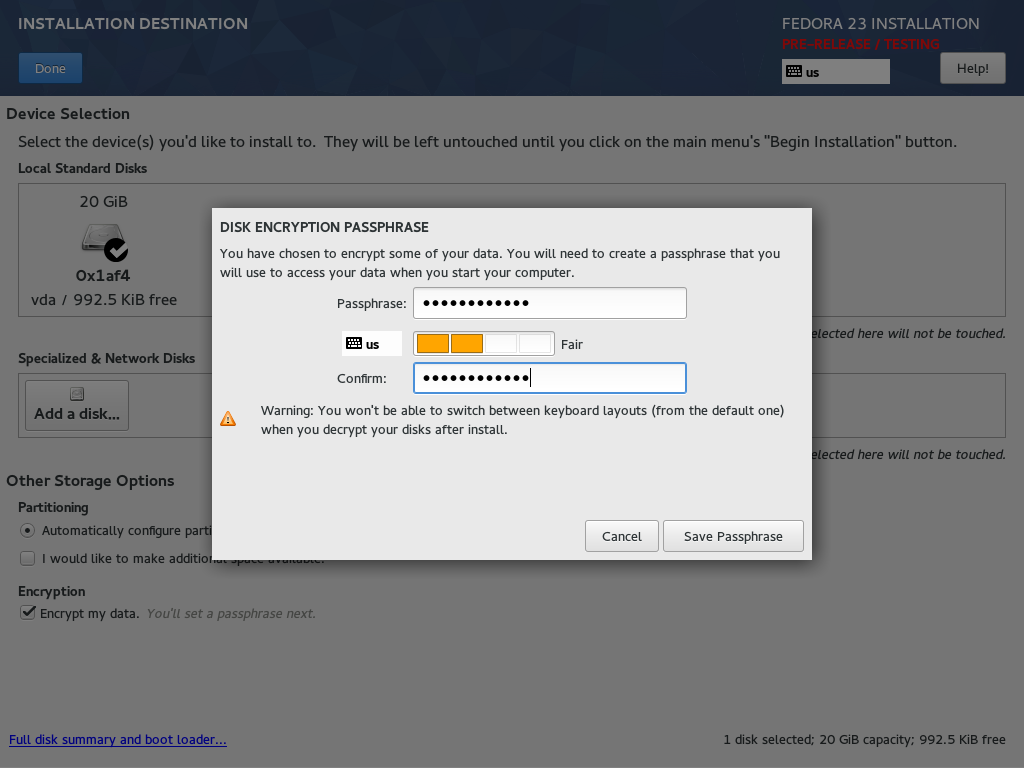 INSTALLATION DESTINATION
FEDORA 23 INSTALLATION
PRE-RELEASE / TESTING
Done
us
Help!
Device Selection
Select the device(s) you'd like to install to. They will be left untouched until you click on the main menu's "Begin Installation" button.
Local Standard Disks
20 GiB
0x1af4
vda / 992.5 KiB free
DISK ENCRYPTION PASSPHRASE
You have chosen to encrypt some of your data. You will need to create a passphrase that you
will use to access your data when you start your computer.
Passphrase: ●●●●●●●●●●●●
us
Fair
Confirm: ●●●●●●●●●●●●
Warning: You won't be able to switch between keyboard layouts (from the default one)
when you decrypt your disks after install.
Cancel
Save Passphrase
selected here will not be touched.
Specialized & Network Disks
Add a disk...
selected here will not be touched.
Other Storage Options
Partitioning
Automatically configure parti
I would like to make additional space available.
Encryption
Encrypt my data. You'll set a passphrase next.
Full disk summary and boot loader...
1 disk selected; 20 GiB capacity; 992.5 KiB free